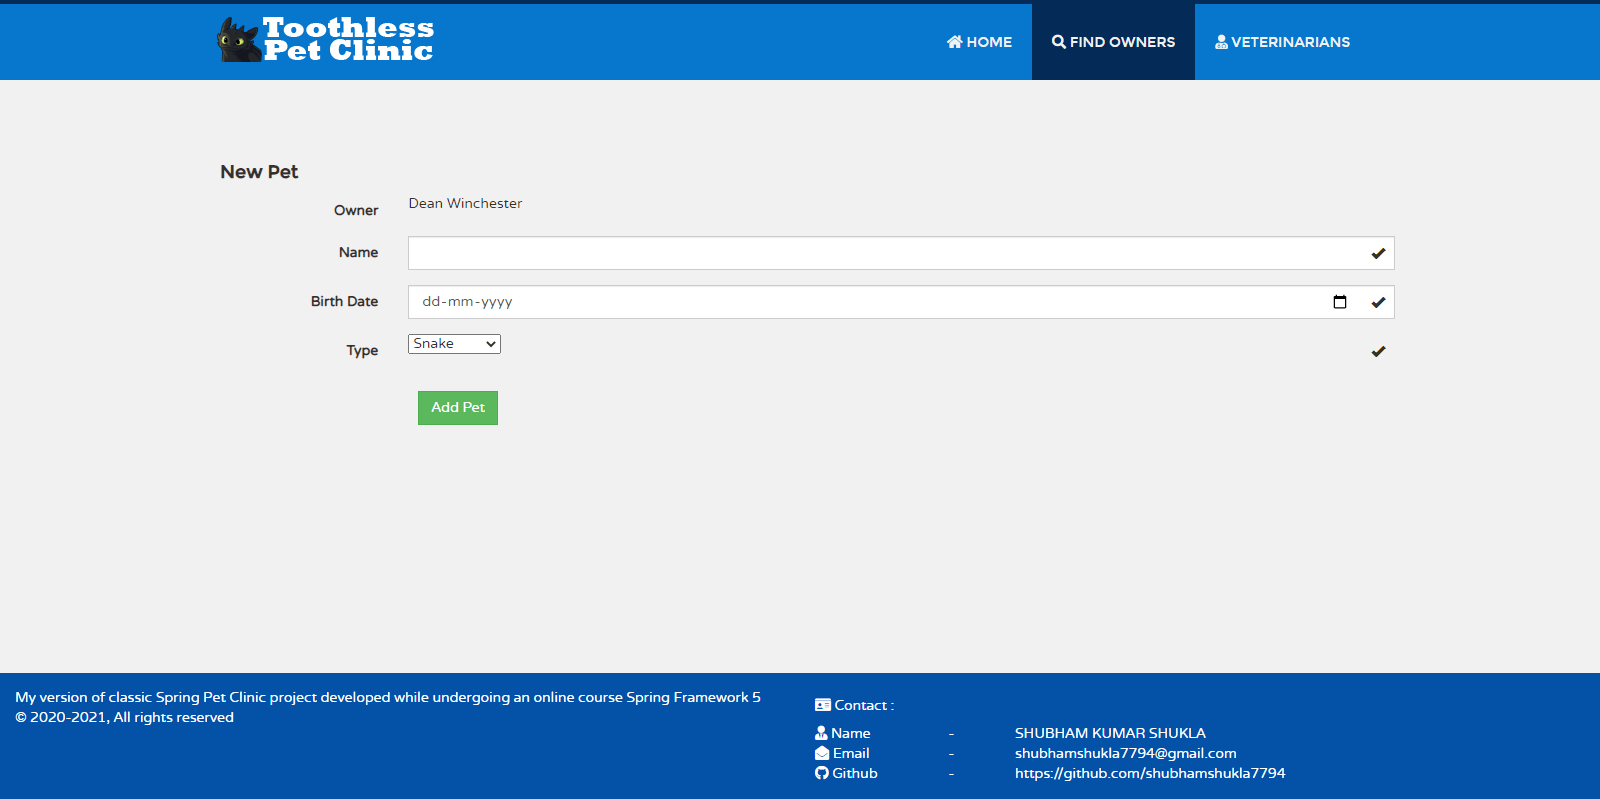 Toothless
Pet Clinic
HOME
FIND OWNERS
VETERINARIANS
New Pet
Owner
Dean Winchester
Name
Birth Date
dd-mm-yyyy
Type
Snake
Add Pet
My version of classic Spring Pet Clinic project developed while undergoing an online course Spring Framework 5
© 2020-2021, All rights reserved
Contact :
Name - SHUBHAM KUMAR SHUKLA
Email - shubhamshukla7794@gmail.com
Github - https://github.com/shubhamshukla7794